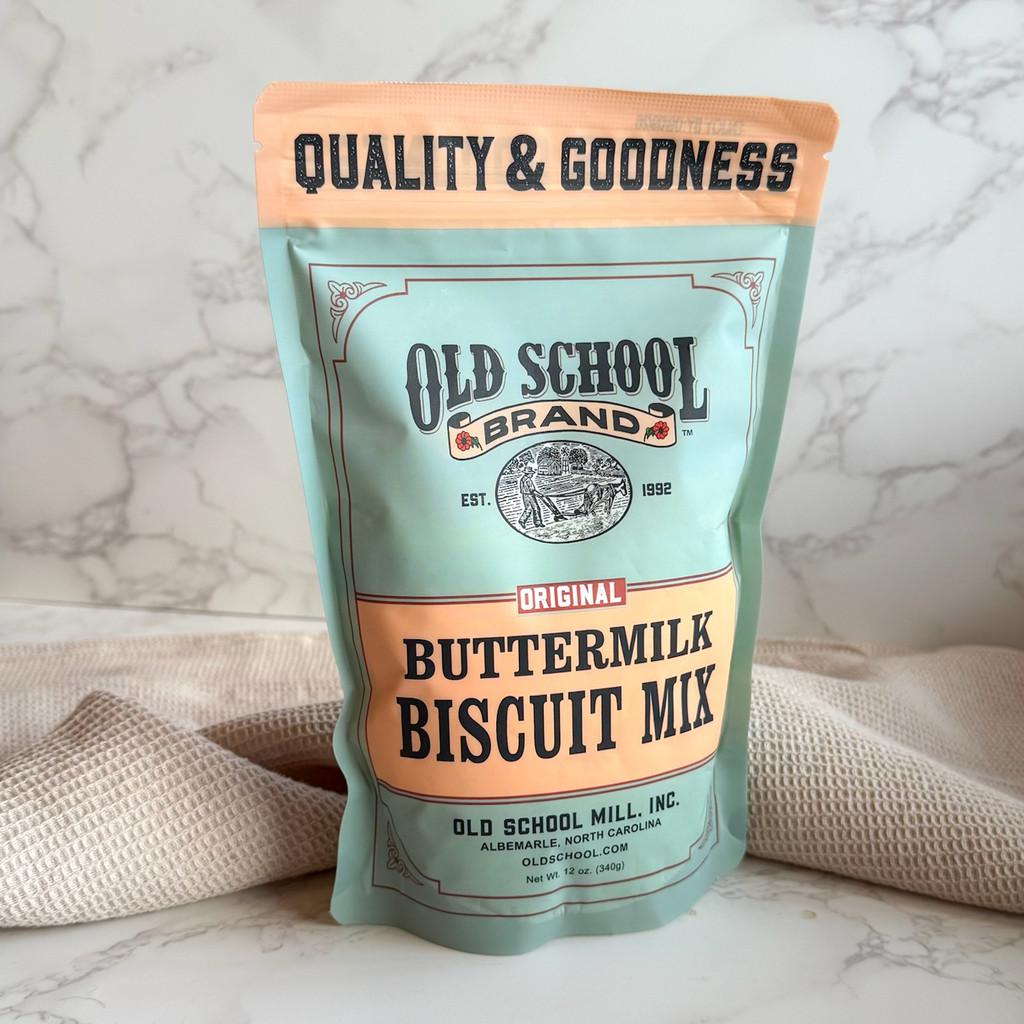 QUALITY & GOODNESS
OLD SCHOOL
BRAND
TM
EST. 1992
ORIGINAL
BUTTERMILK
BISCUIT MIX
OLD SCHOOL MILL, INC.
ALBEMARLE, NORTH CAROLINA
OLDSCHOOL.COM
Net Wt. 12 oz. (340g)